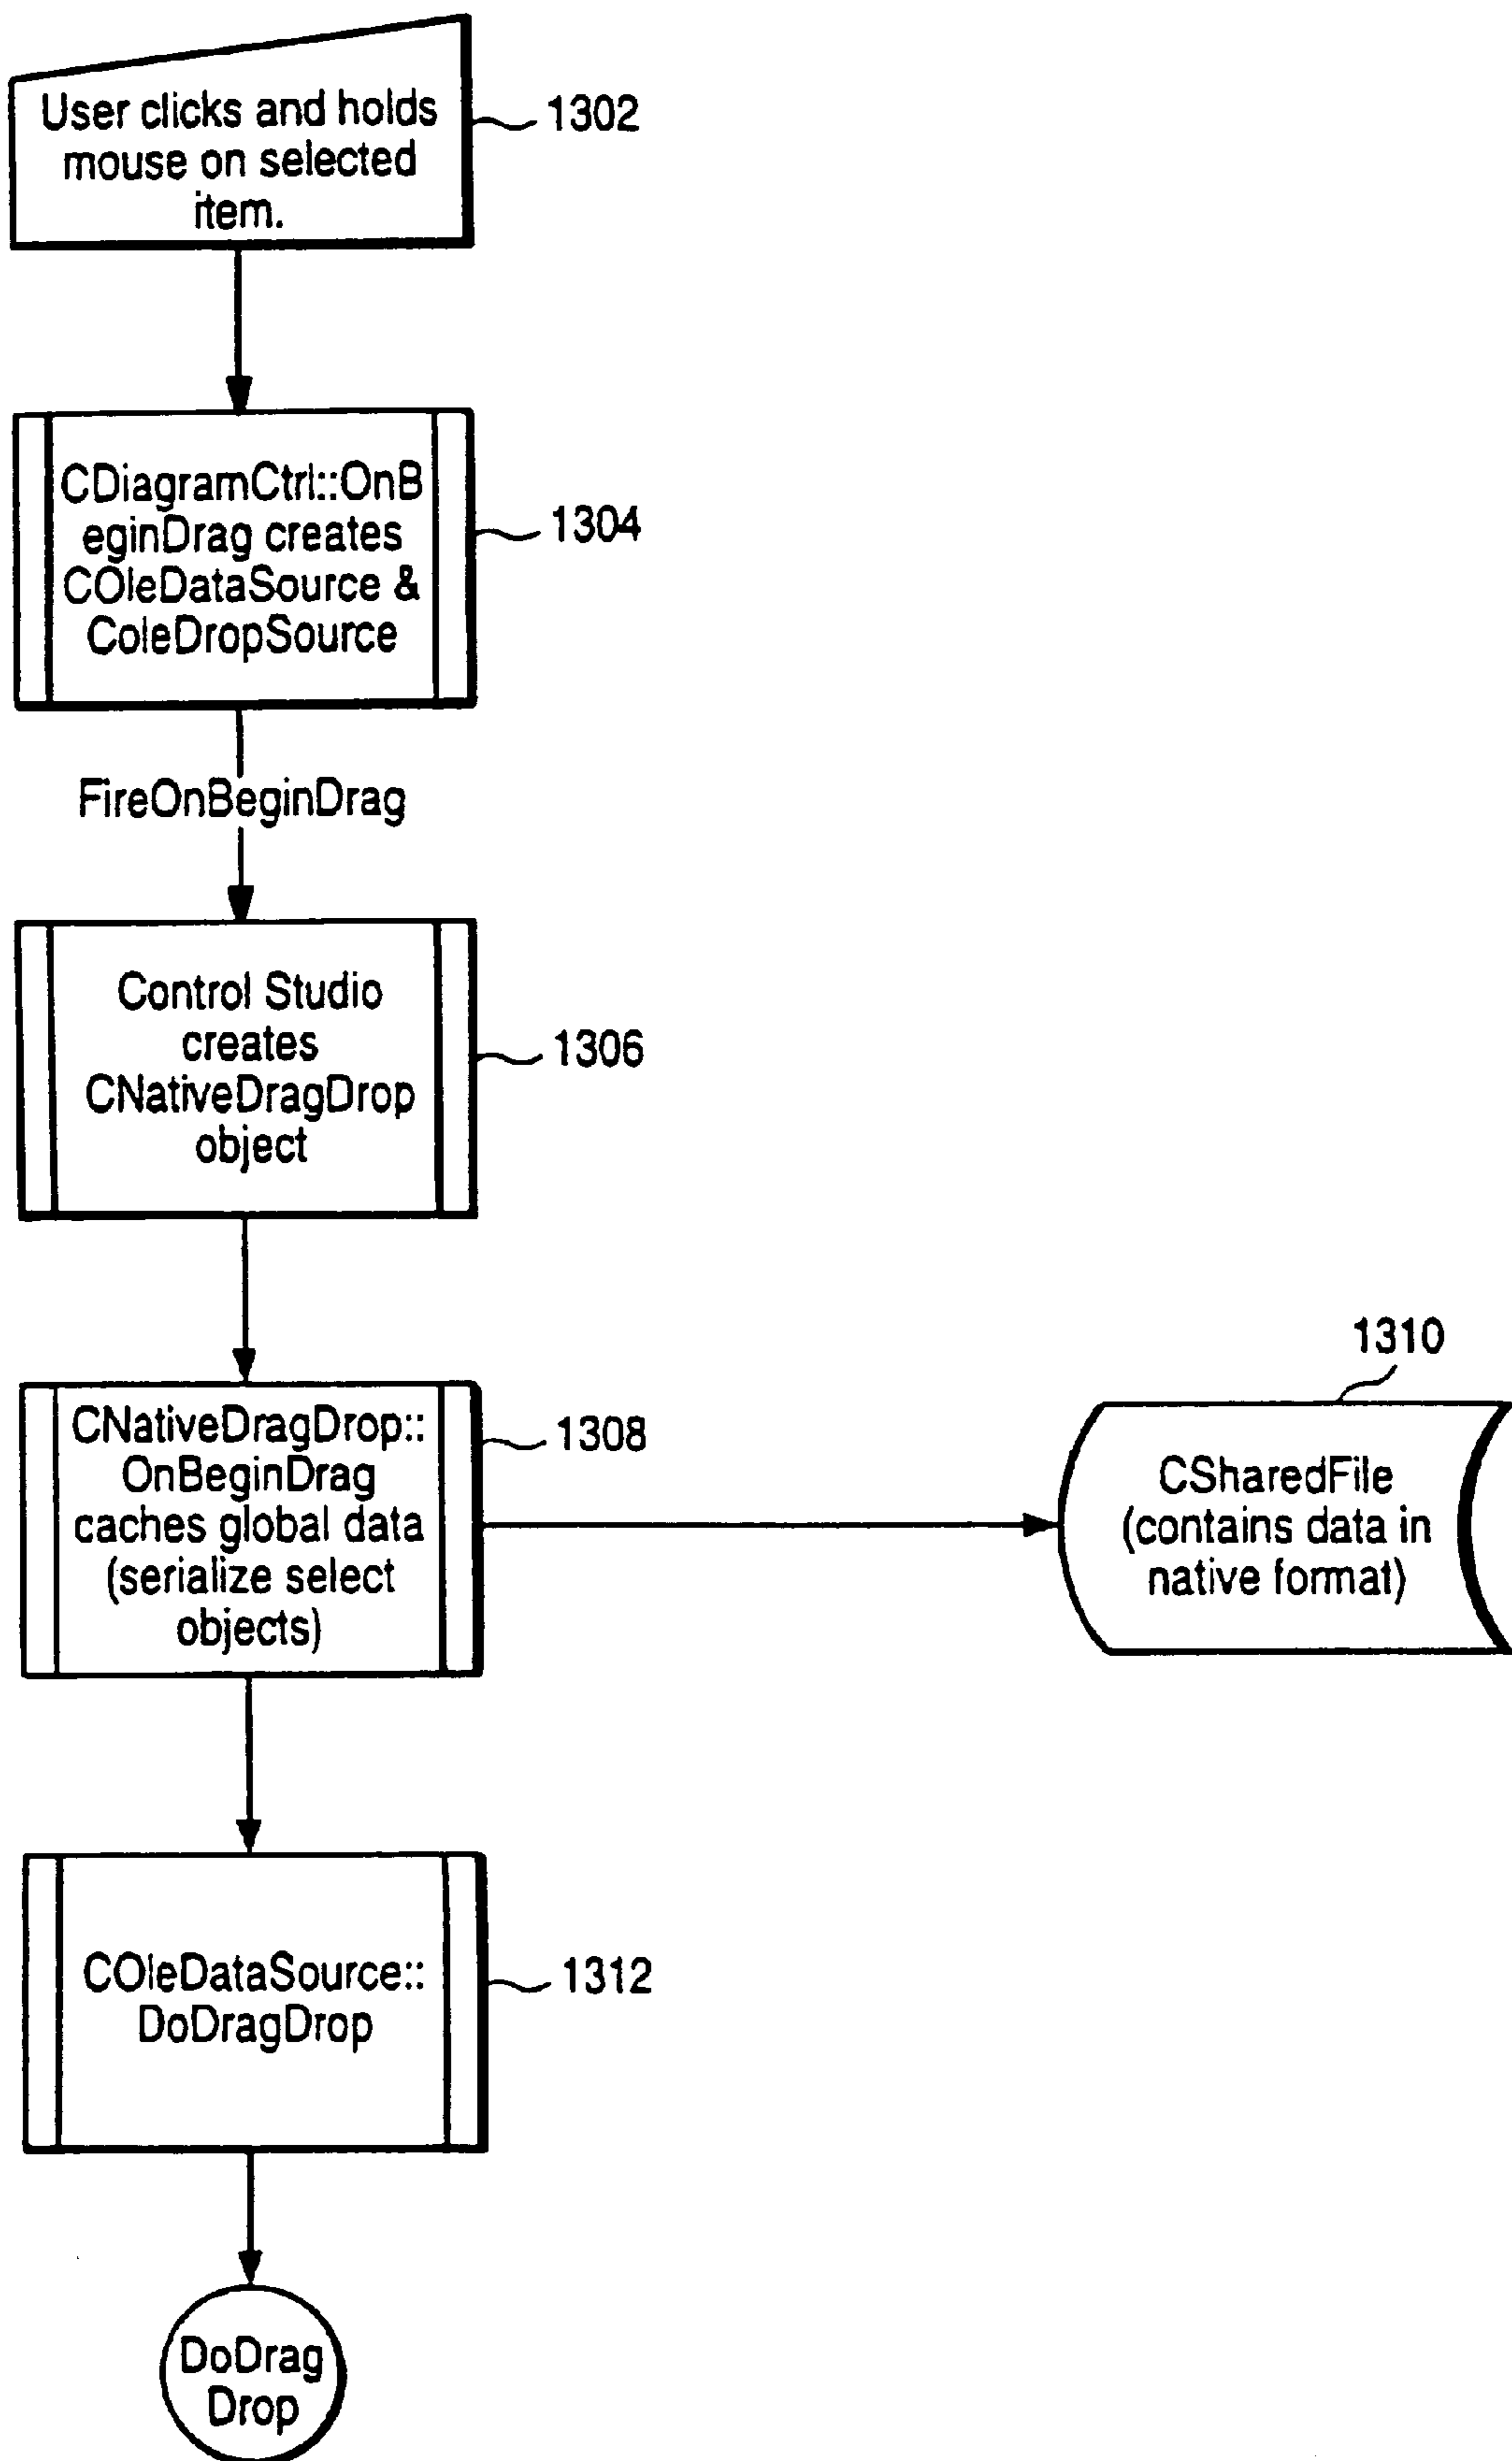 User clicks and holds
mouse on selected
item.
1302
CDiagramCtrl::OnB
eginDrag creates
COleDataSource &
ColeDropSource
1304
FireOnBeginDrag
Control Studio
creates
CNativeDragDrop
object
1306
CNativeDragDrop::
OnBeginDrag
caches global data
(serialize select
objects)
1308
1310
CSharedFile
(contains data in
native format)
COleDataSource::
DoDragDrop
1312
DoDrag
Drop